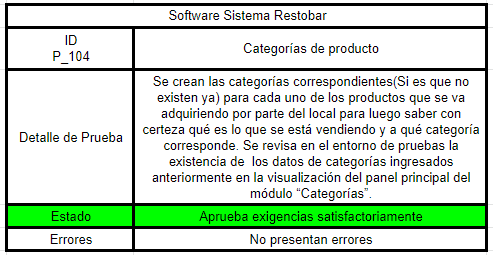 Software Sistema Restobar
ID
P_104
Categorías de producto
Detalle de Prueba
Se crean las categorías correspondientes(Si es que no
existen ya) para cada uno de los productos que se va
adquiriendo por parte del local para luego saber con
certeza qué es lo que se está vendiendo y a qué categoría
corresponde. Se revisa en el entorno de pruebas la
existencia de los datos de categorías ingresados
anteriormente en la visualización del panel principal del
módulo “Categorías”.
Estado
Aprueba exigencias satisfactoriamente
Errores
No presentan errores